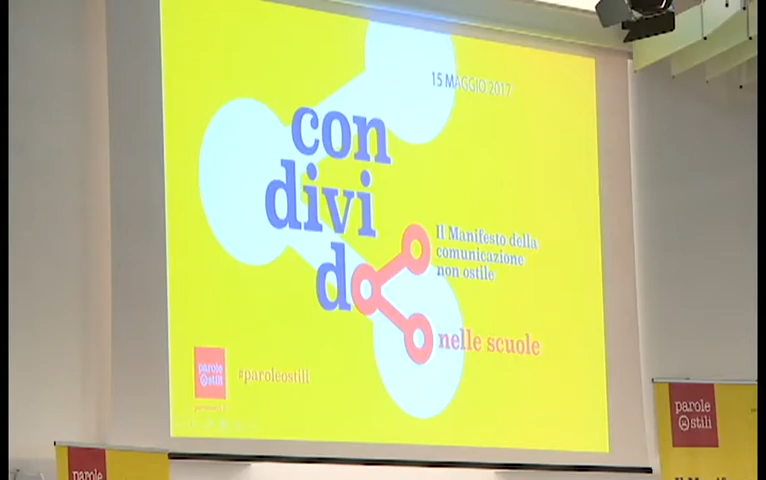 15 MAGGIO 2017
con
divi
do
Il Manifesto della
comunicazione
non ostile
nelle scuole
parole
ostili
#paroleostili
parole
ostili
parole